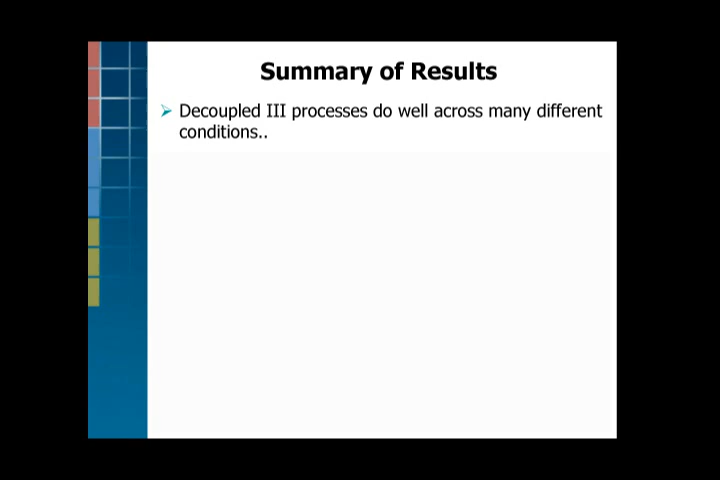 Summary of Results
Decoupled III processes do well across many different
conditions..